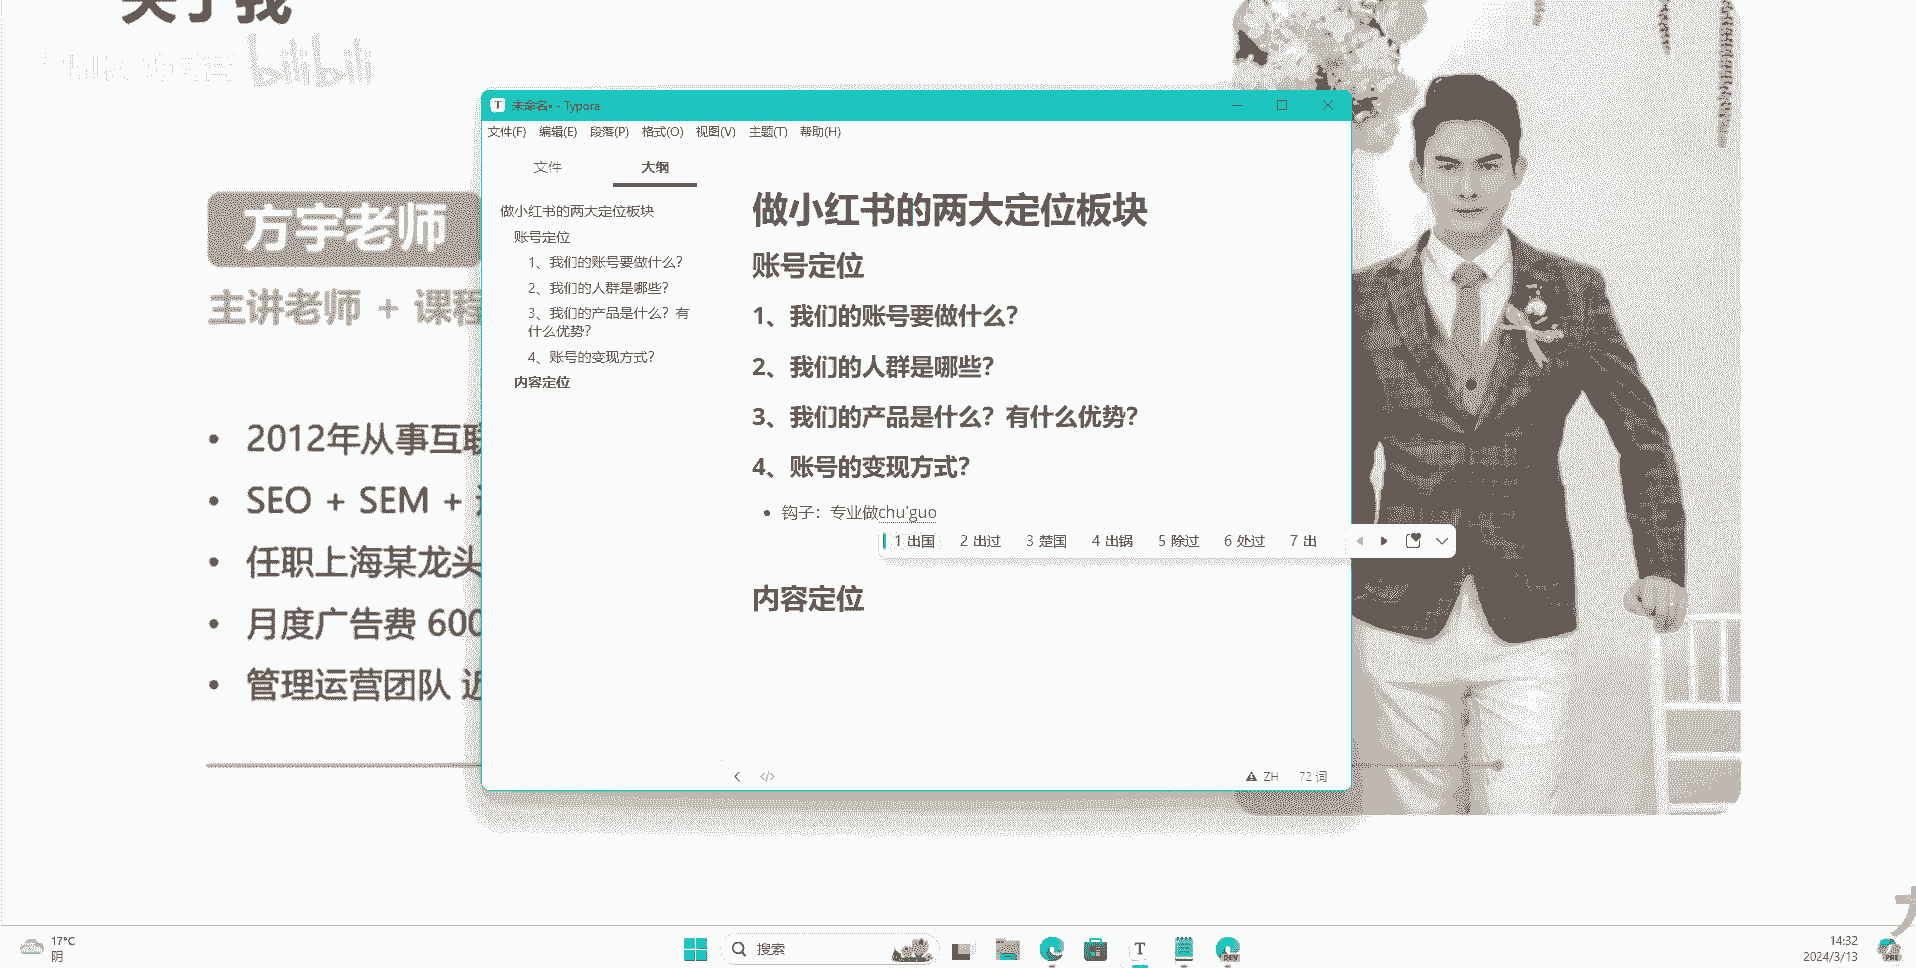 关于我
bilibili
方宇老师
主讲老师 + 课程
2012年从事互联
SEO + SEM +
任职上海某龙头
月度广告费 600
管理运营团队 近
未命名• - Typora
文件(F) 编辑(E) 段落(P) 格式(O) 视图(V) 主题(T) 帮助(H)
文件 大纲
做小红书的两大定位板块
账号定位
1、我们的账号要做什么?
2、我们的人群是哪些?
3、我们的产品是什么? 有
什么优势?
4、账号的变现方式?
内容定位
做小红书的两大定位板块
账号定位
1、我们的账号要做什么?
2、我们的人群是哪些?
3、我们的产品是什么? 有什么优势?
4、账号的变现方式?
钩子: 专业做chu'guo
1 出国 2 出过 3 楚国 4 出锅 5 除过 6 处过 7 出
内容定位
ZH 72 词
17°C
阴
搜索
T
DEV
14:32
2024/3/13
PRE